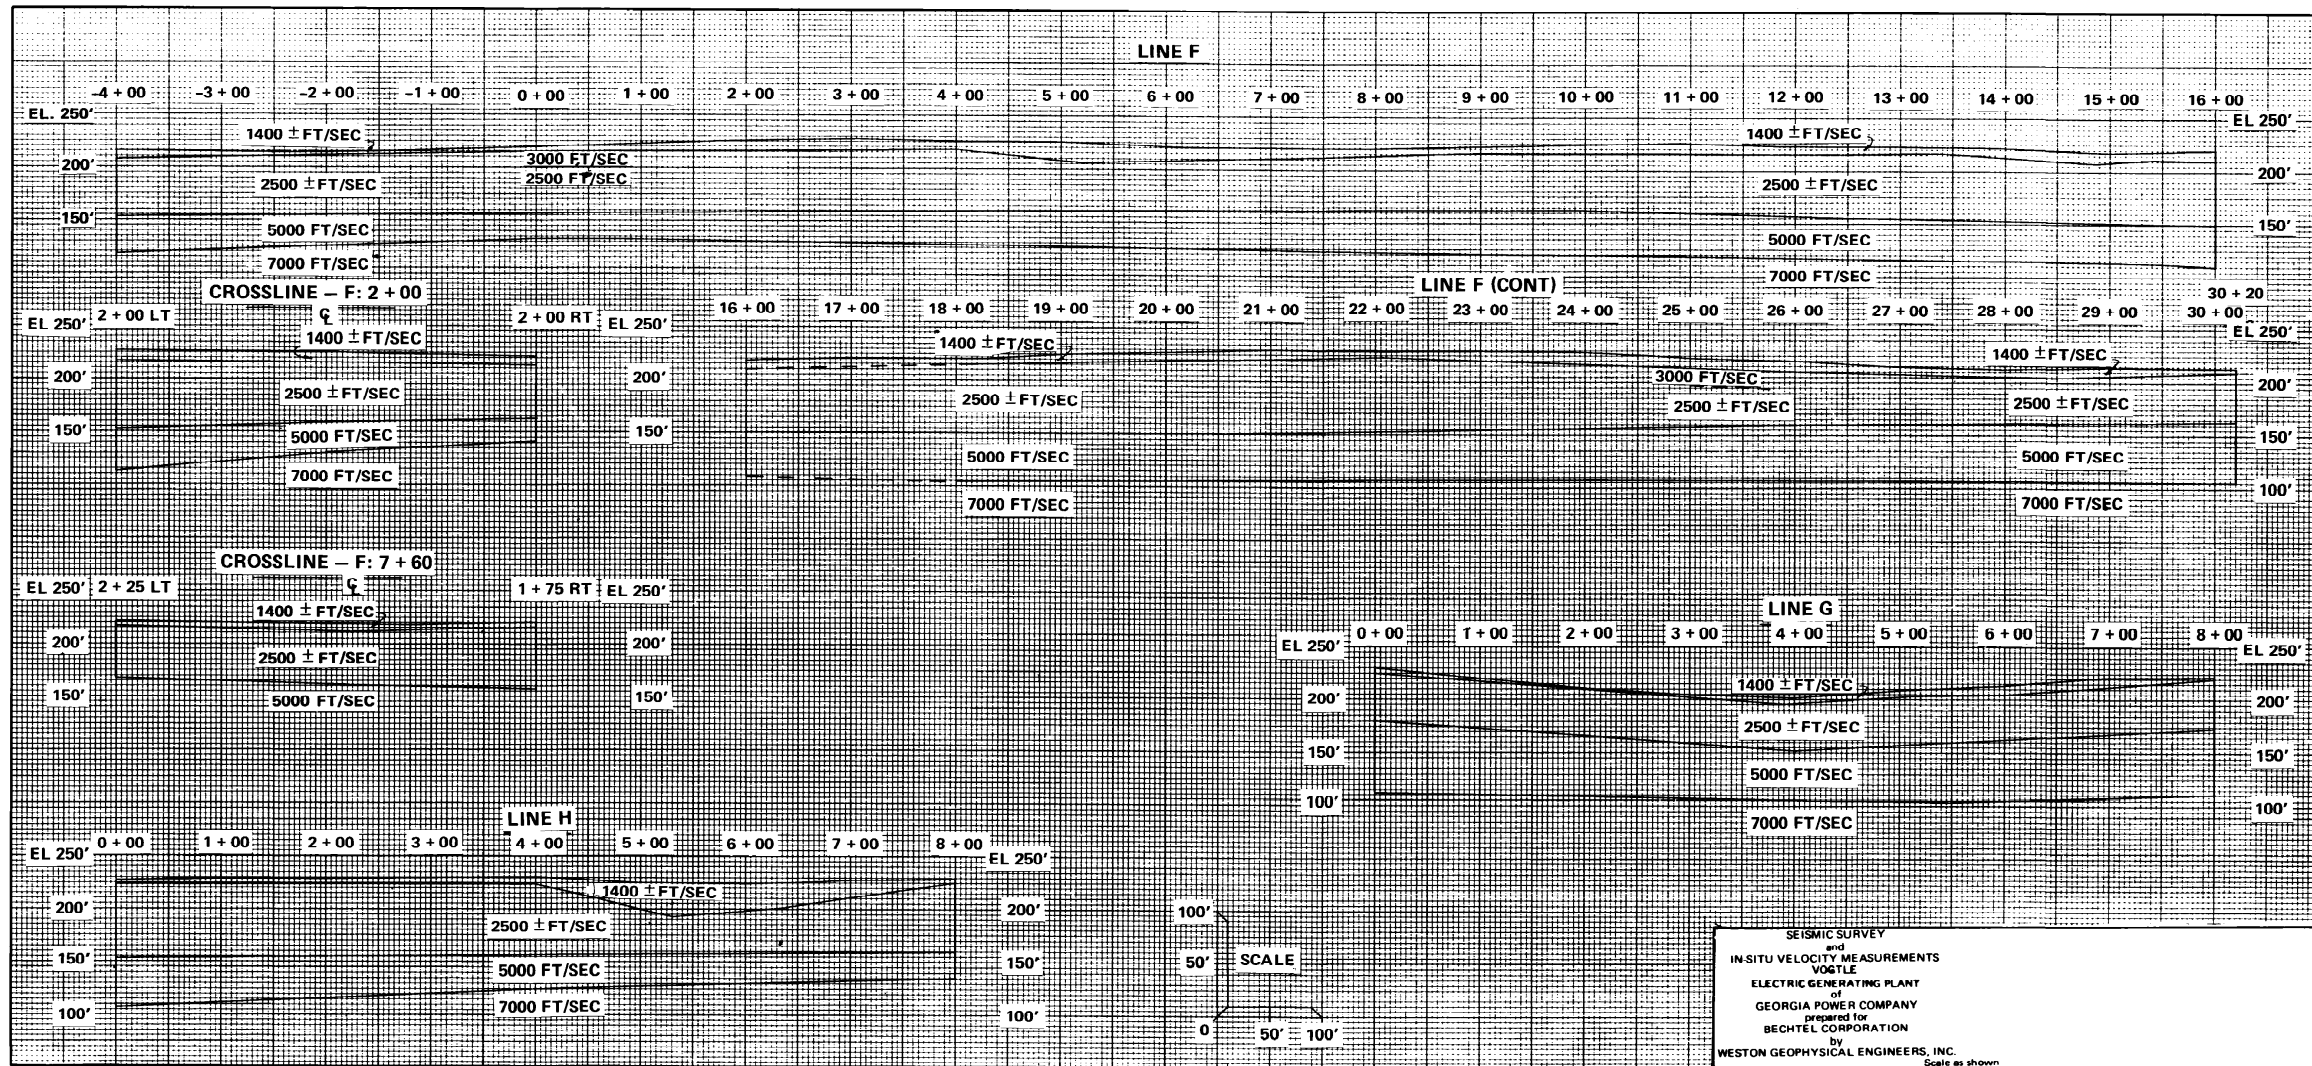 LINE F
-4 + 00 -3 + 00 -2 + 00 -1 + 00 0 + 00 1 + 00 2 + 00 3 + 00 4 + 00 5 + 00 6 + 00 7 + 00 8 + 00 9 + 00 10 + 00 11 + 00 12 + 00 13 + 00 14 + 00 15 + 00 16 + 00
EL. 250' EL 250'
1400 ± FT/SEC 1400 ± FT/SEC
3000 FT/SEC
200' 200'
2500 ± FT/SEC 2500 FT/SEC 2500 ± FT/SEC
150' 150'
5000 FT/SEC 5000 FT/SEC
7000 FT/SEC 7000 FT/SEC
CROSSLINE – F: 2 + 00
℄
EL 250' 2 + 00 LT 2 + 00 RT EL 250'
1400 ± FT/SEC
200' 200'
2500 ± FT/SEC
150' 150'
5000 FT/SEC
7000 FT/SEC
LINE F (CONT)
30 + 20
16 + 00 17 + 00 18 + 00 19 + 00 20 + 00 21 + 00 22 + 00 23 + 00 24 + 00 25 + 00 26 + 00 27 + 00 28 + 00 29 + 00 30 + 00
EL 250'
1400 ± FT/SEC 1400 ± FT/SEC
3000 FT/SEC 200'
2500 ± FT/SEC 2500 ± FT/SEC 2500 ± FT/SEC
150'
5000 FT/SEC 5000 FT/SEC
100'
7000 FT/SEC 7000 FT/SEC
CROSSLINE – F: 7 + 60
℄
EL 250' 2 + 25 LT 1 + 75 RT EL 250'
1400 ± FT/SEC
200' 200'
2500 ± FT/SEC
150' 150'
5000 FT/SEC
LINE G
0 + 00 1 + 00 2 + 00 3 + 00 4 + 00 5 + 00 6 + 00 7 + 00 8 + 00
EL 250' EL 250'
1400 ± FT/SEC
200' 200'
2500 ± FT/SEC
150' 150'
5000 FT/SEC
100' 100'
7000 FT/SEC
LINE H
0 + 00 1 + 00 2 + 00 3 + 00 4 + 00 5 + 00 6 + 00 7 + 00 8 + 00
EL 250' EL 250'
1400 ± FT/SEC
200' 200'
2500 ± FT/SEC
150' 150'
5000 FT/SEC
100' 100'
7000 FT/SEC
100'
50' SCALE
0 50' 100'
SEISMIC SURVEY
and
IN-SITU VELOCITY MEASUREMENTS
VOGTLE
ELECTRIC GENERATING PLANT
of
GEORGIA POWER COMPANY
prepared for
BECHTEL CORPORATION
by
WESTON GEOPHYSICAL ENGINEERS, INC.
Scale as shown